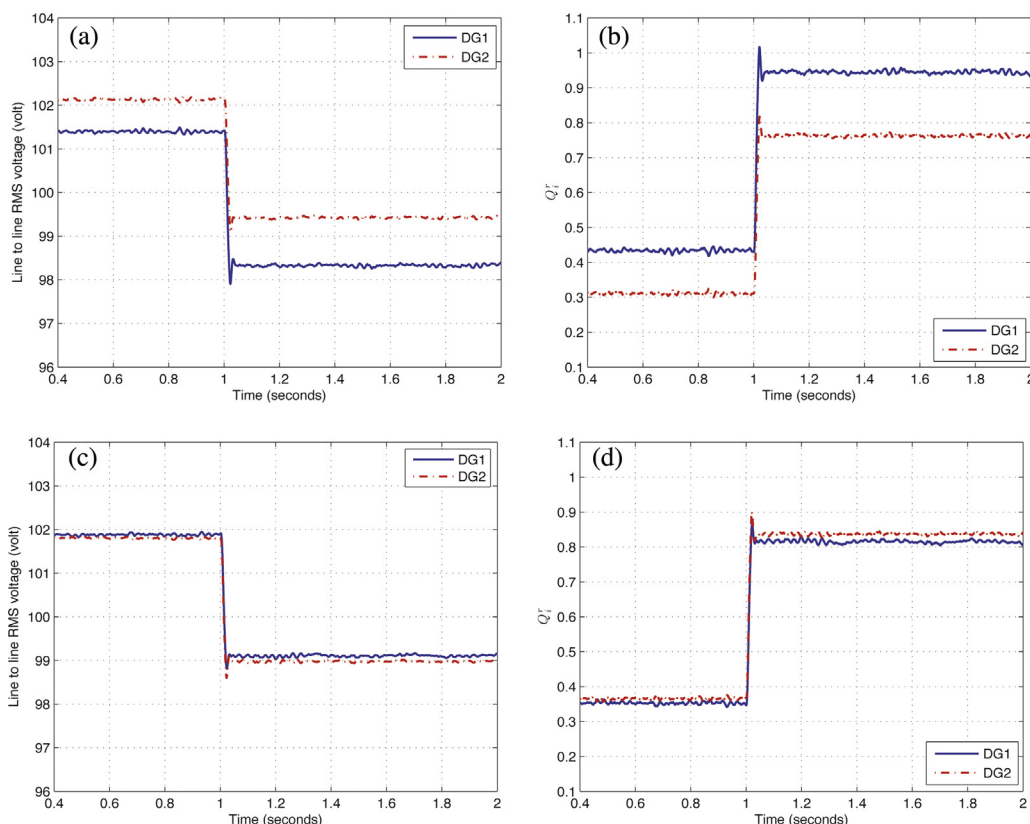 (a)
104
103
102
101
100
99
98
97
96
Line to line RMS voltage (volt)
DG1
DG2
0.4 0.6 0.8 1 1.2 1.4 1.6 1.8 2
Time (seconds)
(b)
1.1
1
0.9
0.8
0.7
0.6
0.5
0.4
0.3
0.2
0.1
Q_i^r
DG1
DG2
0.4 0.6 0.8 1 1.2 1.4 1.6 1.8 2
Time (seconds)
(c)
104
103
102
101
100
99
98
97
96
Line to line RMS voltage (volt)
DG1
DG2
0.4 0.6 0.8 1 1.2 1.4 1.6 1.8 2
Time (seconds)
(d)
1.1
1
0.9
0.8
0.7
0.6
0.5
0.4
0.3
0.2
0.1
Q_i^r
DG1
DG2
0.4 0.6 0.8 1 1.2 1.4 1.6 1.8 2
Time (seconds)